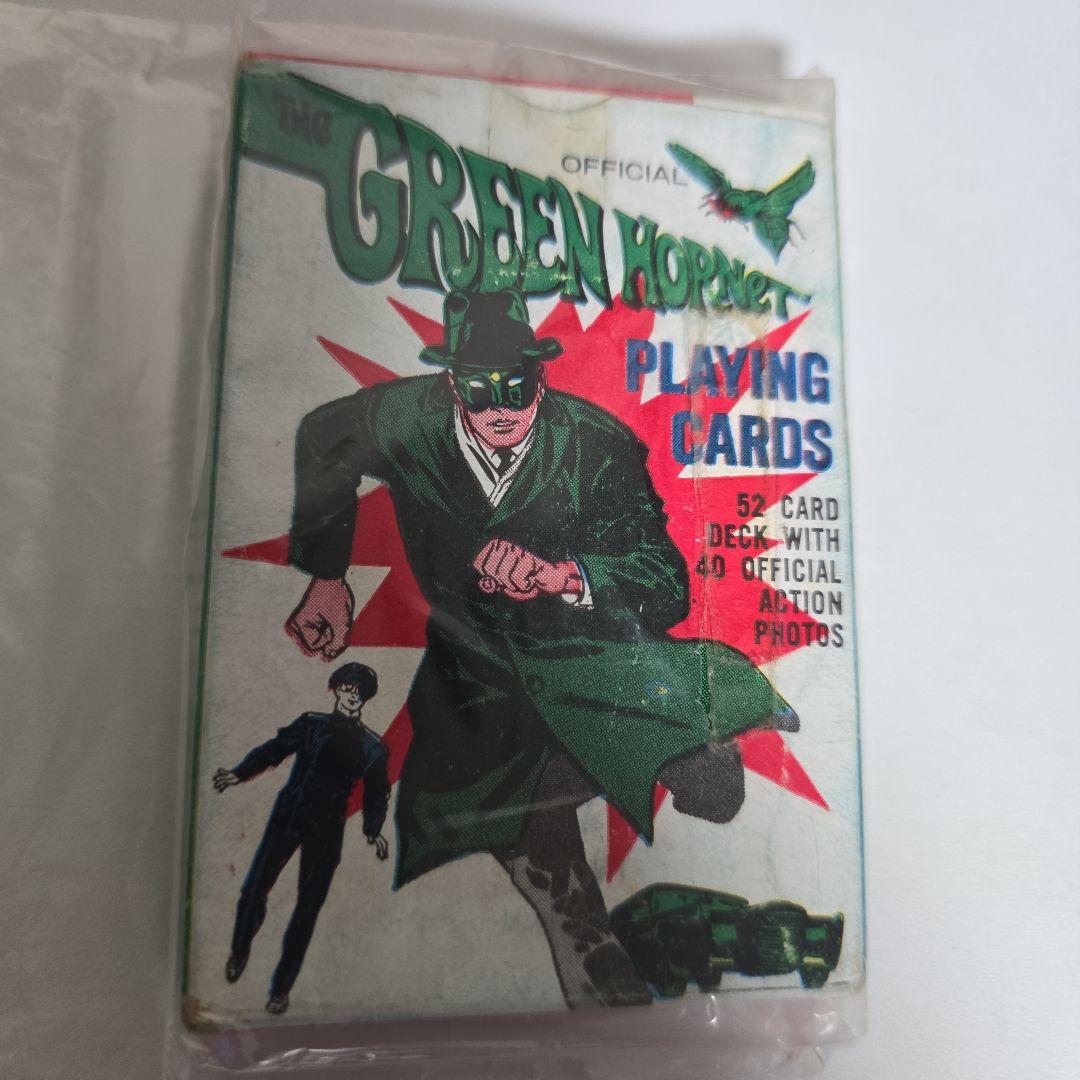 THE
GREEN HORNET
OFFICIAL
PLAYING
CARDS
52 CARD
DECK WITH
40 OFFICIAL
ACTION
PHOTOS